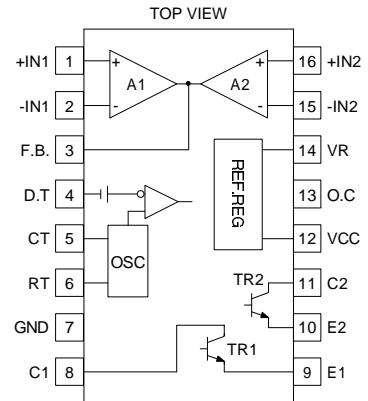 TOP VIEW
+IN1 1 16 +IN2
+ A1 A2 +
-IN1 2 - - 15 -IN2
F.B. 3 14 VR
REF.REG
D.T 4 13 O.C
CT 5 12 VCC
OSC
RT 6 TR2 11 C2
GND 7 10 E2
C1 8 TR1 9 E1